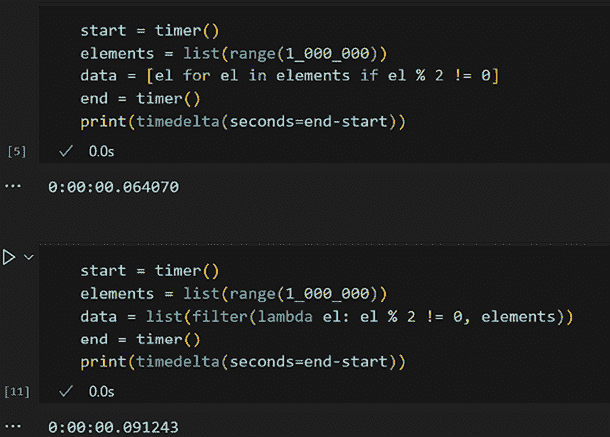 start = timer()
elements = list(range(1_000_000))
data = [el for el in elements if el % 2 != 0]
end = timer()
print(timedelta(seconds=end-start))
[5] ✓ 0.0s
... 0:00:00.064070
start = timer()
elements = list(range(1_000_000))
data = list(filter(lambda el: el % 2 != 0, elements))
end = timer()
print(timedelta(seconds=end-start))
[11] ✓ 0.0s
... 0:00:00.091243